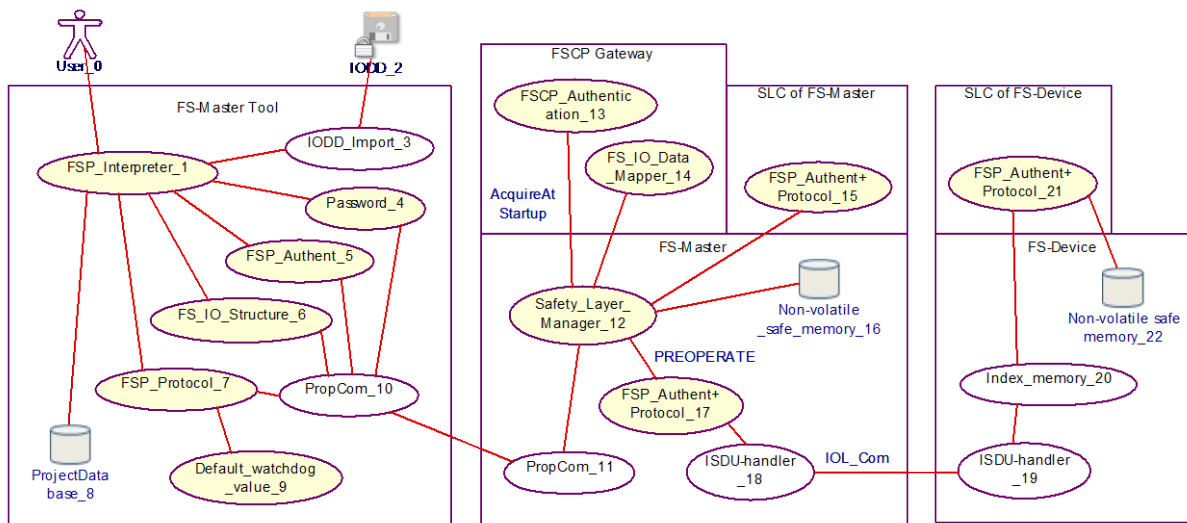 User_0
IODD_2
FS-Master Tool
IODD_Import_3
FSP_Interpreter_1
Password_4
FSP_Authent_5
FS_IO_Structure_6
FSP_Protocol_7
PropCom_10
ProjectData
base_8
Default_watchdog
_value_9
FSCP Gateway
FSCP_Authentic
ation_13
FS_IO_Data
_Mapper_14
AcquireAt
Startup
SLC of FS-Master
FSP_Authent+
Protocol_15
FS-Master
Safety_Layer_
Manager_12
Non-volatile
_safe_memory_16
PREOPERATE
FSP_Authent+
Protocol_17
PropCom_11
ISDU-handler
_18
IOL_Com
SLC of FS-Device
FSP_Authent+
Protocol_21
FS-Device
Non-volatile safe
memory_22
Index_memory_20
ISDU-handler
_19